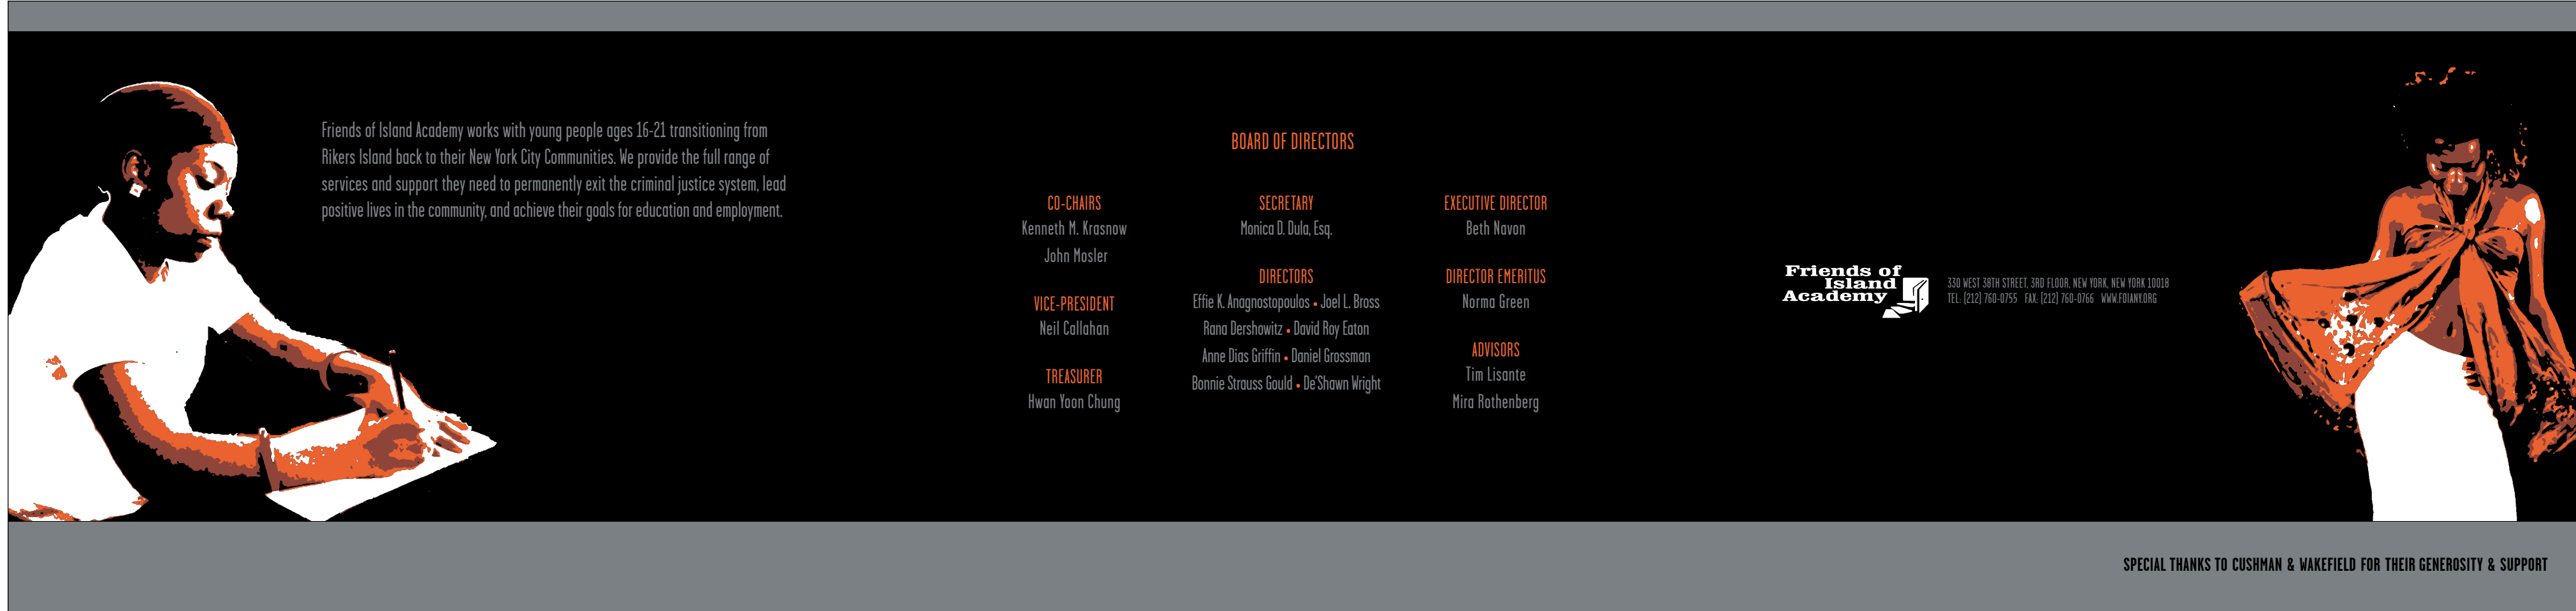 Friends of Island Academy works with young people ages 16-21 transitioning from
Rikers Island back to their New York City Communities. We provide the full range of
services and support they need to permanently exit the criminal justice system, lead
positive lives in the community, and achieve their goals for education and employment.
BOARD OF DIRECTORS
CO-CHAIRS
Kenneth M. Krasnow
John Mosler
VICE-PRESIDENT
Neil Callahan
TREASURER
Hwan Yoon Chung
SECRETARY
Monica D. Dula, Esq.
DIRECTORS
Effie K. Anagnostopoulos • Joel L. Bross
Rana Dershowitz • David Roy Eaton
Anne Dias Griffin • Daniel Grossman
Bonnie Strauss Gould • De'Shawn Wright
EXECUTIVE DIRECTOR
Beth Navon
DIRECTOR EMERITUS
Norma Green
ADVISORS
Tim Lisante
Mira Rothenberg
Friends of
Island
Academy
330 WEST 38TH STREET, 3RD FLOOR, NEW YORK, NEW YORK 10018
TEL: [212] 760-0755 FAX: [212] 760-0766 WWW.FOIANY.ORG
SPECIAL THANKS TO CUSHMAN & WAKEFIELD FOR THEIR GENEROSITY & SUPPORT